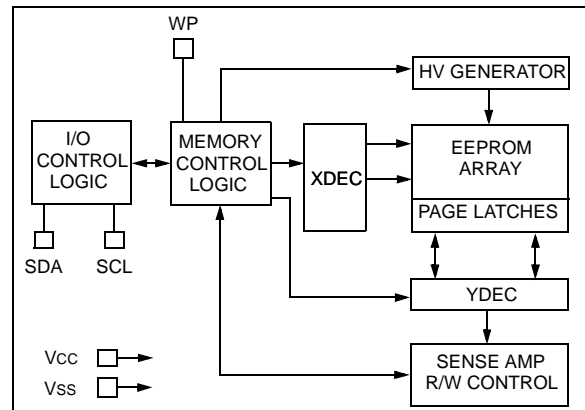 WP
HV GENERATOR
I/O
CONTROL
LOGIC
MEMORY
CONTROL
LOGIC
XDEC
EEPROM
ARRAY
PAGE LATCHES
SDA
SCL
YDEC
VCC
VSS
SENSE AMP
R/W CONTROL